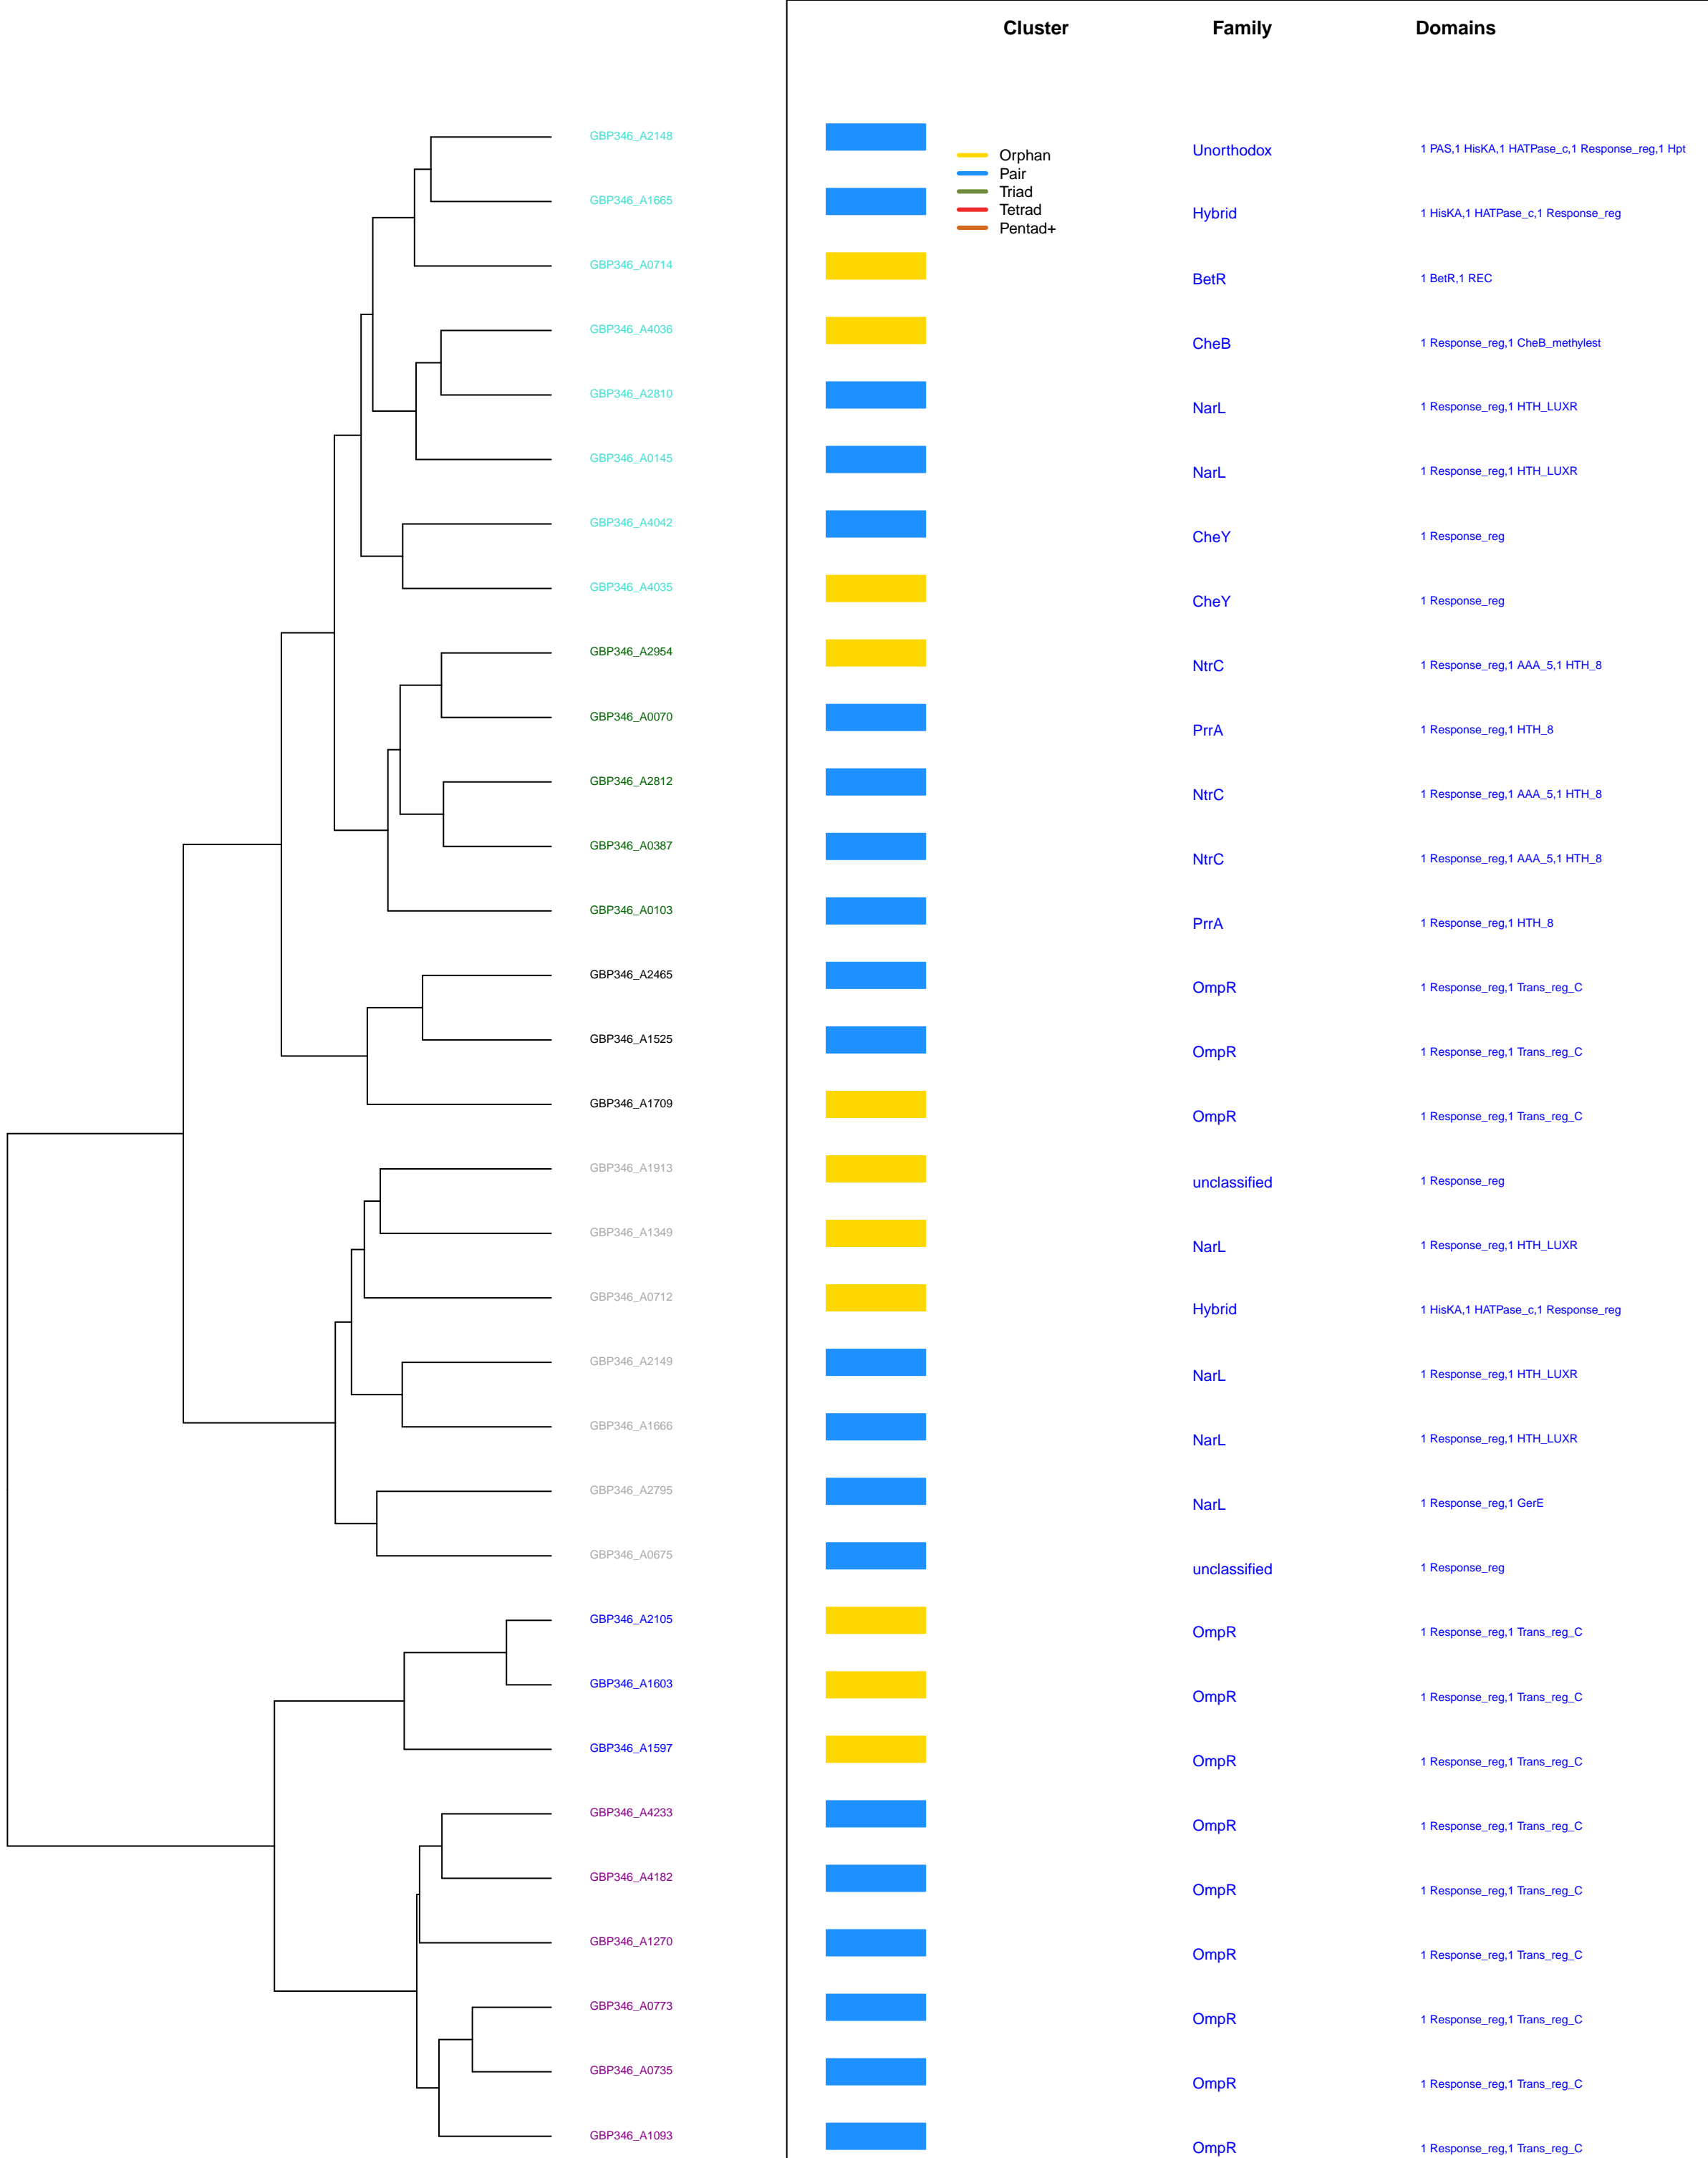 Cluster Family Domains
GBP346_A2148 Unorthodox 1 PAS,1 HisKA,1 HATPase_c,1 Response_reg,1 Hpt
Orphan
Pair
Triad
Tetrad
Pentad+
GBP346_A1665 Hybrid 1 HisKA,1 HATPase_c,1 Response_reg
GBP346_A0714 BetR 1 BetR,1 REC
GBP346_A4036 CheB 1 Response_reg,1 CheB_methylest
GBP346_A2810 NarL 1 Response_reg,1 HTH_LUXR
GBP346_A0145 NarL 1 Response_reg,1 HTH_LUXR
GBP346_A4042 CheY 1 Response_reg
GBP346_A4035 CheY 1 Response_reg
GBP346_A2954 NtrC 1 Response_reg,1 AAA_5,1 HTH_8
GBP346_A0070 PrrA 1 Response_reg,1 HTH_8
GBP346_A2812 NtrC 1 Response_reg,1 AAA_5,1 HTH_8
GBP346_A0387 NtrC 1 Response_reg,1 AAA_5,1 HTH_8
GBP346_A0103 PrrA 1 Response_reg,1 HTH_8
GBP346_A2465 OmpR 1 Response_reg,1 Trans_reg_C
GBP346_A1525 OmpR 1 Response_reg,1 Trans_reg_C
GBP346_A1709 OmpR 1 Response_reg,1 Trans_reg_C
GBP346_A1913 unclassified 1 Response_reg
GBP346_A1349 NarL 1 Response_reg,1 HTH_LUXR
GBP346_A0712 Hybrid 1 HisKA,1 HATPase_c,1 Response_reg
GBP346_A2149 NarL 1 Response_reg,1 HTH_LUXR
GBP346_A1666 NarL 1 Response_reg,1 HTH_LUXR
GBP346_A2795 NarL 1 Response_reg,1 GerE
GBP346_A0675 unclassified 1 Response_reg
GBP346_A2105 OmpR 1 Response_reg,1 Trans_reg_C
GBP346_A1603 OmpR 1 Response_reg,1 Trans_reg_C
GBP346_A1597 OmpR 1 Response_reg,1 Trans_reg_C
GBP346_A4233 OmpR 1 Response_reg,1 Trans_reg_C
GBP346_A4182 OmpR 1 Response_reg,1 Trans_reg_C
GBP346_A1270 OmpR 1 Response_reg,1 Trans_reg_C
GBP346_A0773 OmpR 1 Response_reg,1 Trans_reg_C
GBP346_A0735 OmpR 1 Response_reg,1 Trans_reg_C
GBP346_A1093 OmpR 1 Response_reg,1 Trans_reg_C